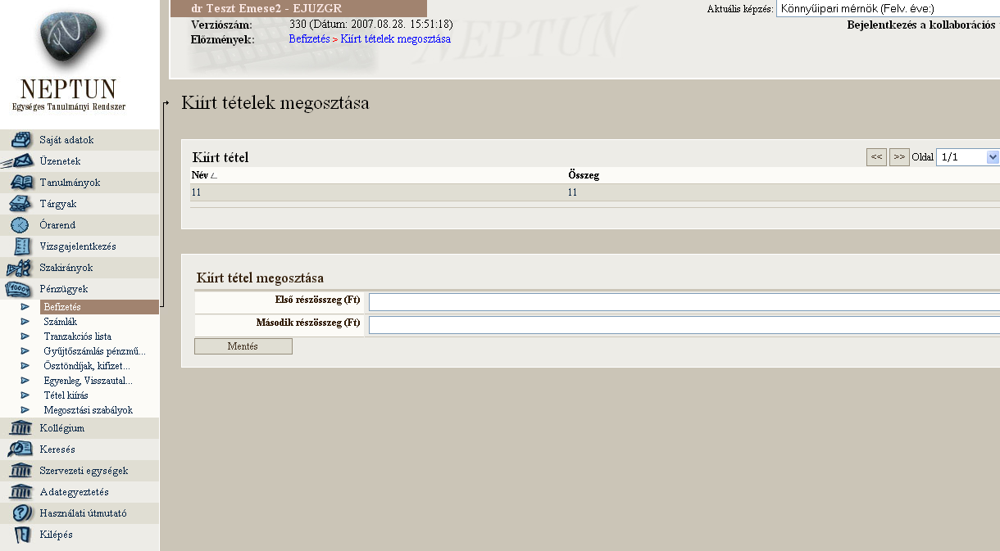 dr Teszt Emese2 - EJUZGR
Aktuális képzés: Könnyűipari mérnök (Felv. éve:)
Verziószám: 330 (Dátum: 2007.08.28. 15:51:18)
Bejelentkezés a kollaborációs
Előzmények: Befizetés > Kiírt tételek megosztása
NEPTUN
NEPTUN
Egységes Tanulmányi Rendszer
Saját adatok
Üzenetek
Tanulmányok
Tárgyak
Órarend
Vizsgajelentkezés
Szakirányok
Pénzügyek
Befizetés
Számlák
Tranzakciós lista
Gyűjtőszámlás pénzmű...
Ösztöndíjak, kifizet...
Egyenleg, Visszautal...
Tétel kiírás
Megosztási szabályok
Kollégium
Keresés
Szervezeti egységek
Adategyeztetés
Használati útmutató
Kilépés
Kiírt tételek megosztása
Kiírt tétel
<< >> Oldal 1/1
Név Összeg
11 11
Kiírt tétel megosztása
Első részösszeg (Ft)
Második részösszeg (Ft)
Mentés